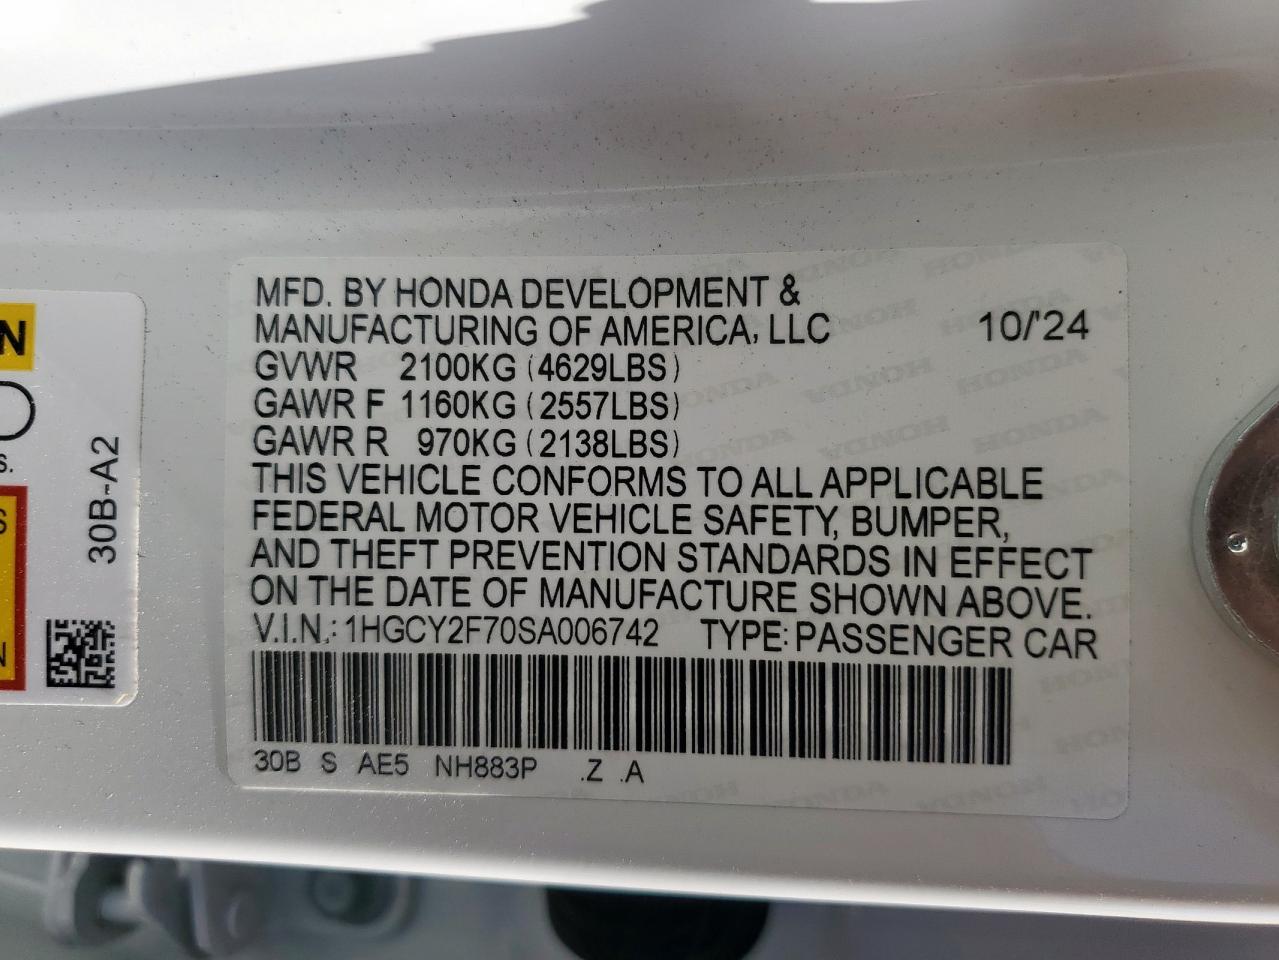 MFD. BY HONDA DEVELOPMENT &
MANUFACTURING OF AMERICA, LLC 10/'24
GVWR 2100KG (4629LBS)
GAWR F 1160KG (2557LBS)
GAWR R 970KG (2138LBS)
THIS VEHICLE CONFORMS TO ALL APPLICABLE
FEDERAL MOTOR VEHICLE SAFETY, BUMPER,
AND THEFT PREVENTION STANDARDS IN EFFECT
ON THE DATE OF MANUFACTURE SHOWN ABOVE.
V.I.N.: 1HGCY2F70SA006742 TYPE: PASSENGER CAR
30B S AE5 NH883P .Z .A
30B-A2